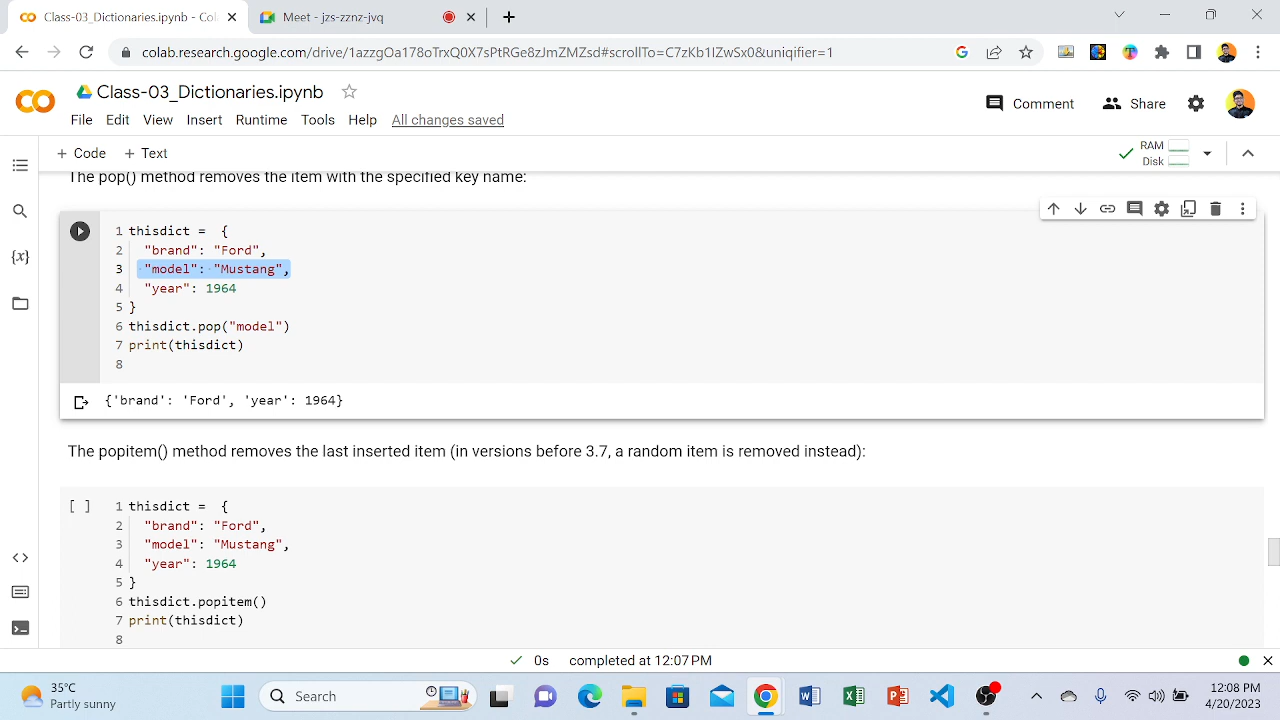 Class-03_Dictionaries.ipynb - Col
Meet - jzs-zznz-jvq
colab.research.google.com/drive/1azzgOa178oTrxQ0X7sPtRGe8zJmZMZsd#scrollTo=C7zKb1lZwSx0&uniqifier=1
Class-03_Dictionaries.ipynb
Comment
Share
File Edit View Insert Runtime Tools Help All changes saved
+ Code + Text
RAM
Disk
The pop() method removes the item with the specified key name:
1 thisdict = {
2 "brand": "Ford",
3 "model": "Mustang",
4 "year": 1964
5 }
6 thisdict.pop("model")
7 print(thisdict)
8
{'brand': 'Ford', 'year': 1964}
The popitem() method removes the last inserted item (in versions before 3.7, a random item is removed instead):
[ ]
1 thisdict = {
2 "brand": "Ford",
3 "model": "Mustang",
4 "year": 1964
5 }
6 thisdict.popitem()
7 print(thisdict)
8
0s completed at 12:07 PM
35°C
Partly sunny
Search
12:08 PM
4/20/2023